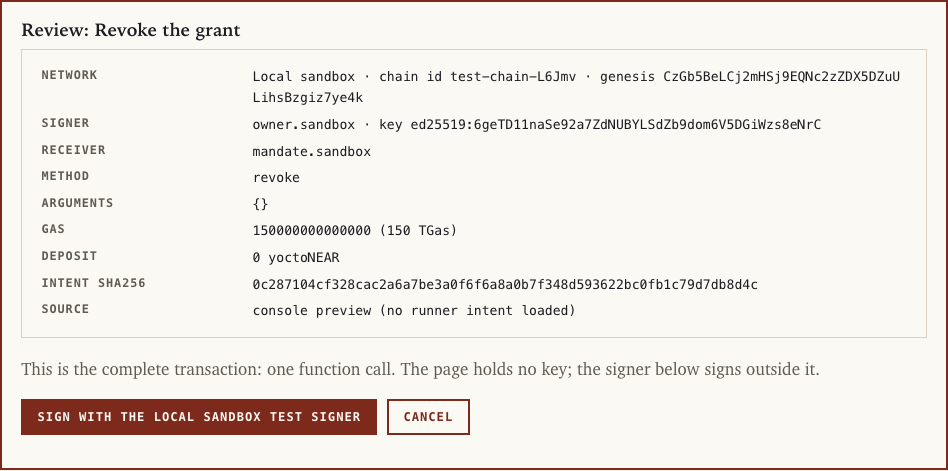 Review: Revoke the grant
NETWORK Local sandbox · chain id test-chain-L6Jmv · genesis CzGb5BeLCj2mHSj9EQNc2zZDX5DZuU
LihsBzgiz7ye4k
SIGNER owner.sandbox · key ed25519:6geTD11naSe92a7ZdNUBYLSdZb9dom6V5DGiWzs8eNrC
RECEIVER mandate.sandbox
METHOD revoke
ARGUMENTS {}
GAS 150000000000000 (150 TGas)
DEPOSIT 0 yoctoNEAR
INTENT SHA256 0c287104cf328cac2a6a7be3a0f6f6a8a0b7f348d593622bc0fb1c79d7db8d4c
SOURCE console preview (no runner intent loaded)
This is the complete transaction: one function call. The page holds no key; the signer below signs outside it.
SIGN WITH THE LOCAL SANDBOX TEST SIGNER CANCEL